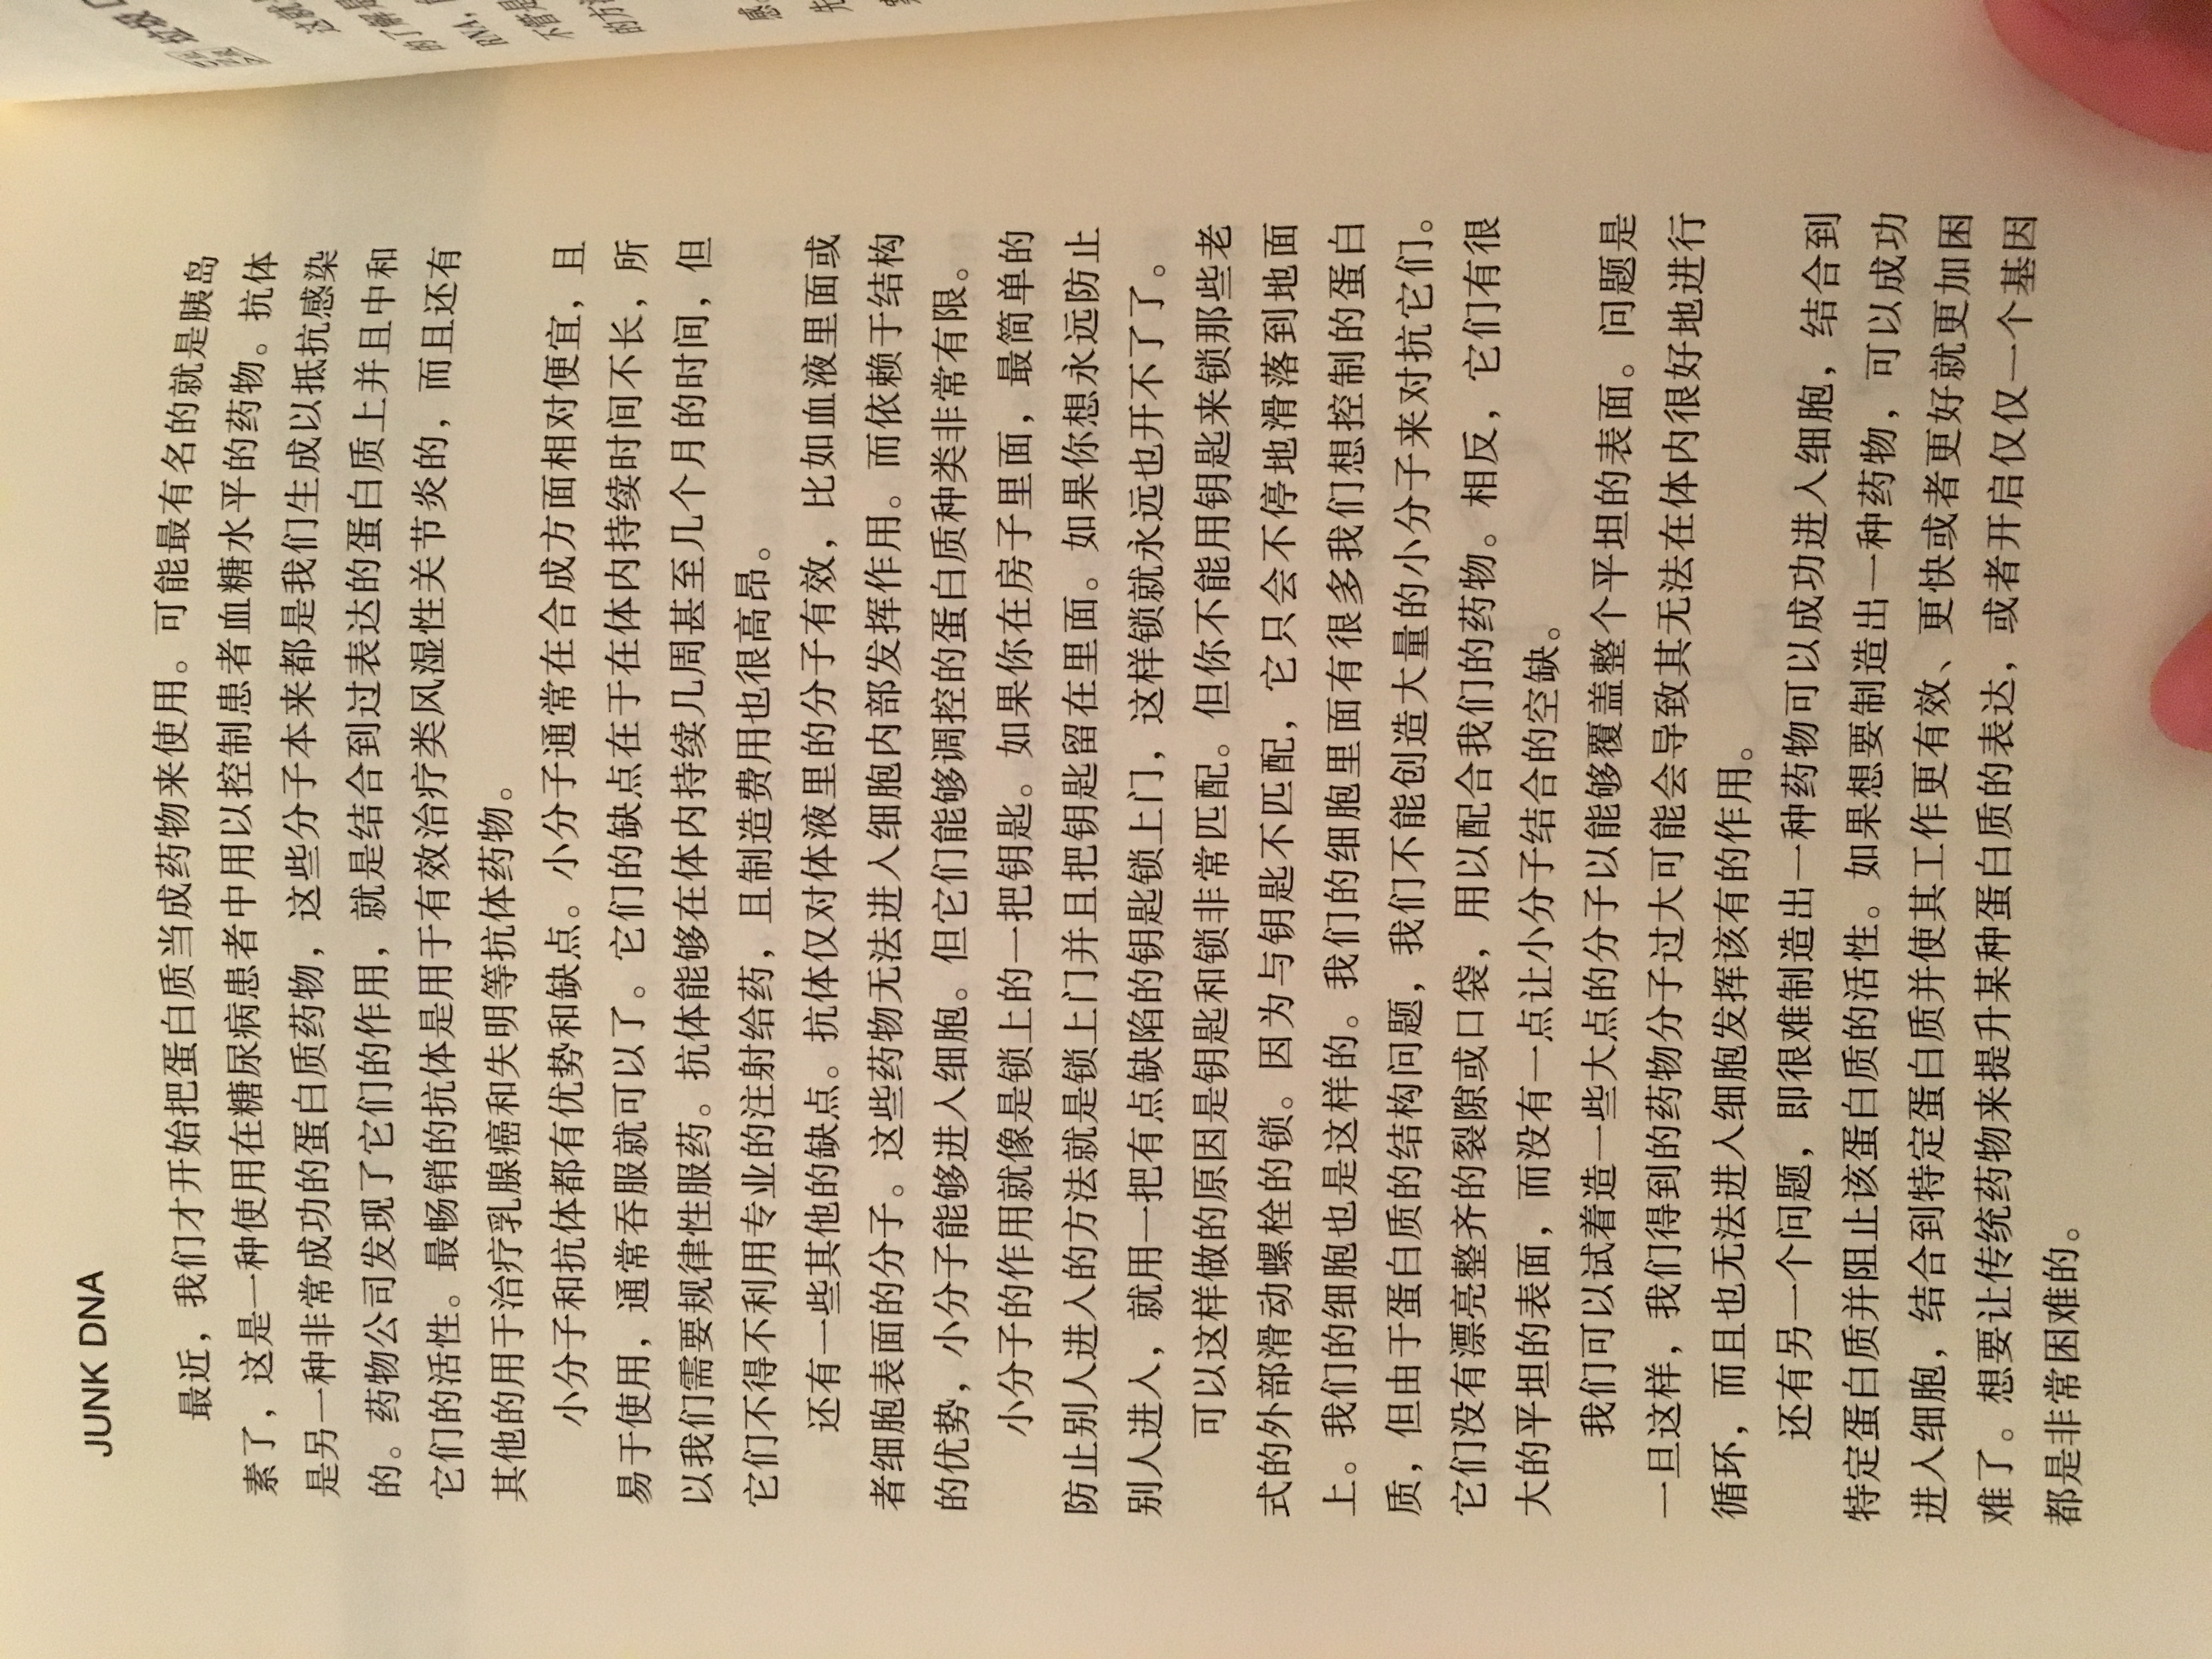 JUNK DNA
最近，我们才开始把蛋白质当成药物来使用。可能最有名的就是胰岛
素了，这是一种使用在糖尿病患者中用以控制患者血糖水平的药物。抗体
是另一种非常成功的蛋白质药物，这些分子本来都是我们生成以抵抗感染
的。药物公司发现了它们的作用，就是结合到过表达的蛋白质上并且中和
它们的活性。最畅销的抗体是用于有效治疗类风湿性关节炎的，而且还有
其他的用于治疗乳腺癌和失明等抗体药物。
小分子和抗体都有优势和缺点。小分子通常在合成方面相对便宜，且
易于使用，通常吞服就可以了。它们的缺点在于在体内持续时间不长，所
以我们需要规律性服药。抗体能够在体内持续几周甚至几个月的时间，但
它们不得不利用专业的注射给药，且制造费用也很高昂。
还有一些其他的缺点。抗体仅对体液里的分子有效，比如血液里面或
者细胞表面的分子。这些药物无法进入细胞内部发挥作用。而依赖于结构
的优势，小分子能够进入细胞。但它们能够调控的蛋白质种类非常有限。
小分子的作用就像是锁上的一把钥匙。如果你在房子里面，最简单的
防止别人进入的方法就是锁上门并且把钥匙留在里面。如果你想永远防止
别人进入，就用一把有点缺陷的钥匙锁上门，这样锁就永远也开不了了。
可以这样做的原因是钥匙和锁非常匹配。但你不能用钥匙来锁那些老
式的外部滑动螺栓的锁。因为与钥匙不匹配，它只会不停地滑落到地面
上。我们的细胞也是这样的。我们的细胞里面有很多我们想控制的蛋白
质，但由于蛋白质的结构问题，我们不能创造大量的小分子来对抗它们。
它们没有漂亮整齐的裂隙或口袋，用以配合我们的药物。相反，它们有很
大的平坦的表面，而没有一点让小分子结合的空缺。
我们可以试着造一些大点的分子以能够覆盖整个平坦的表面。问题是
一旦这样，我们得到的药物分子过大可能会导致其无法在体内很好地进行
循环，而且也无法进入细胞发挥该有的作用。
还有另一个问题，即很难制造出一种药物可以成功进入细胞，结合到
特定蛋白质并阻止该蛋白质的活性。如果想要制造出一种药物，可以成功
进入细胞，结合到特定蛋白质并使其工作更有效、更快或者更好就更加困
难了。想要让传统药物来提升某种蛋白质的表达，或者开启仅仅一个基因
都是非常困难的。
垃圾
这就
的了解是
RNA，
不管是
的方
感